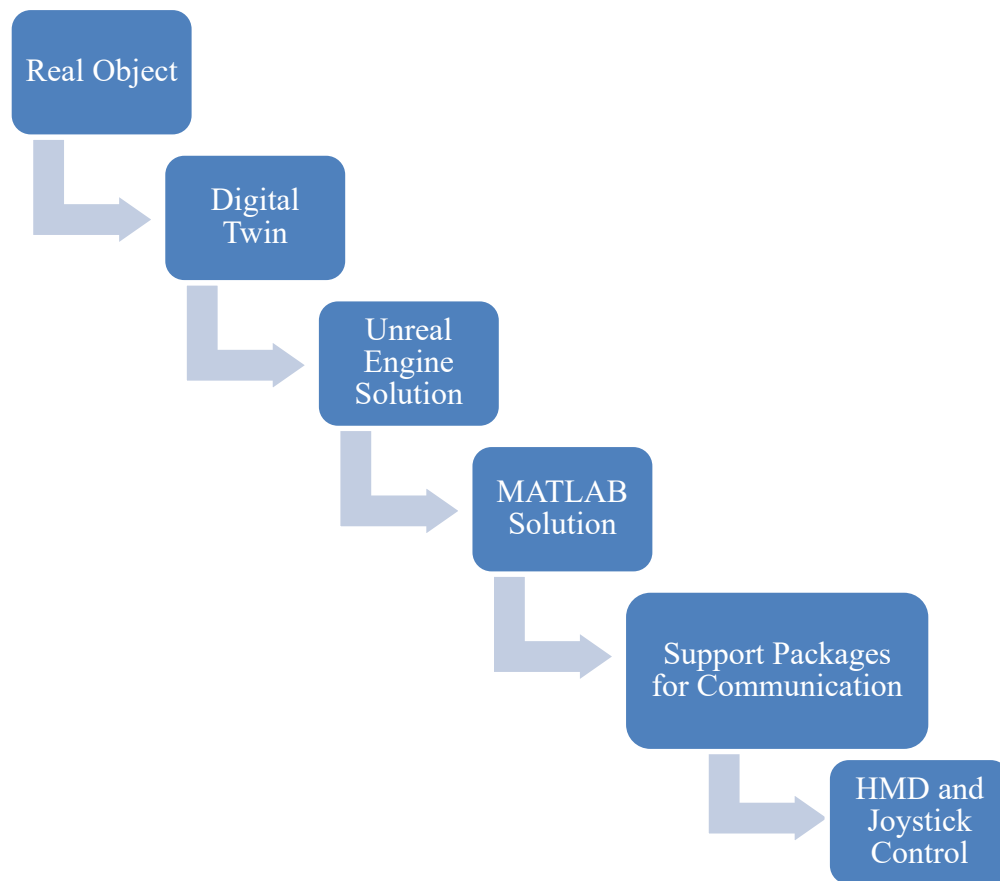 Real Object
Digital
Twin
Unreal
Engine
Solution
MATLAB
Solution
Support Packages
for Communication
HMD and
Joystick
Control